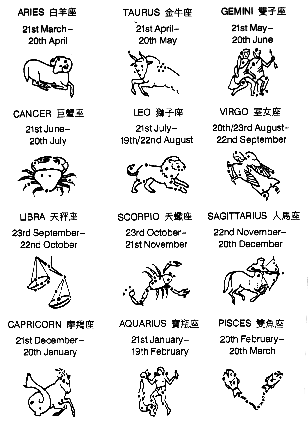 ARIES 白羊座
21st March–
20th April
TAURUS 金牛座
21st April–
20th May
GEMINI 雙子座
21st May–
20th June
CANCER 巨蟹座
21st June–
20th July
LEO 獅子座
21st July–
19th/22nd August
VIRGO 室女座
20th/23rd August–
22nd September
LIBRA 天秤座
23rd September–
22nd October
SCORPIO 天蠍座
23rd October–
21st November
SAGITTARIUS 人馬座
22nd November–
20th December
CAPRICORN 摩羯座
21st December–
20th January
AQUARIUS 寶瓶座
21st January–
19th February
PISCES 雙魚座
20th February–
20th March